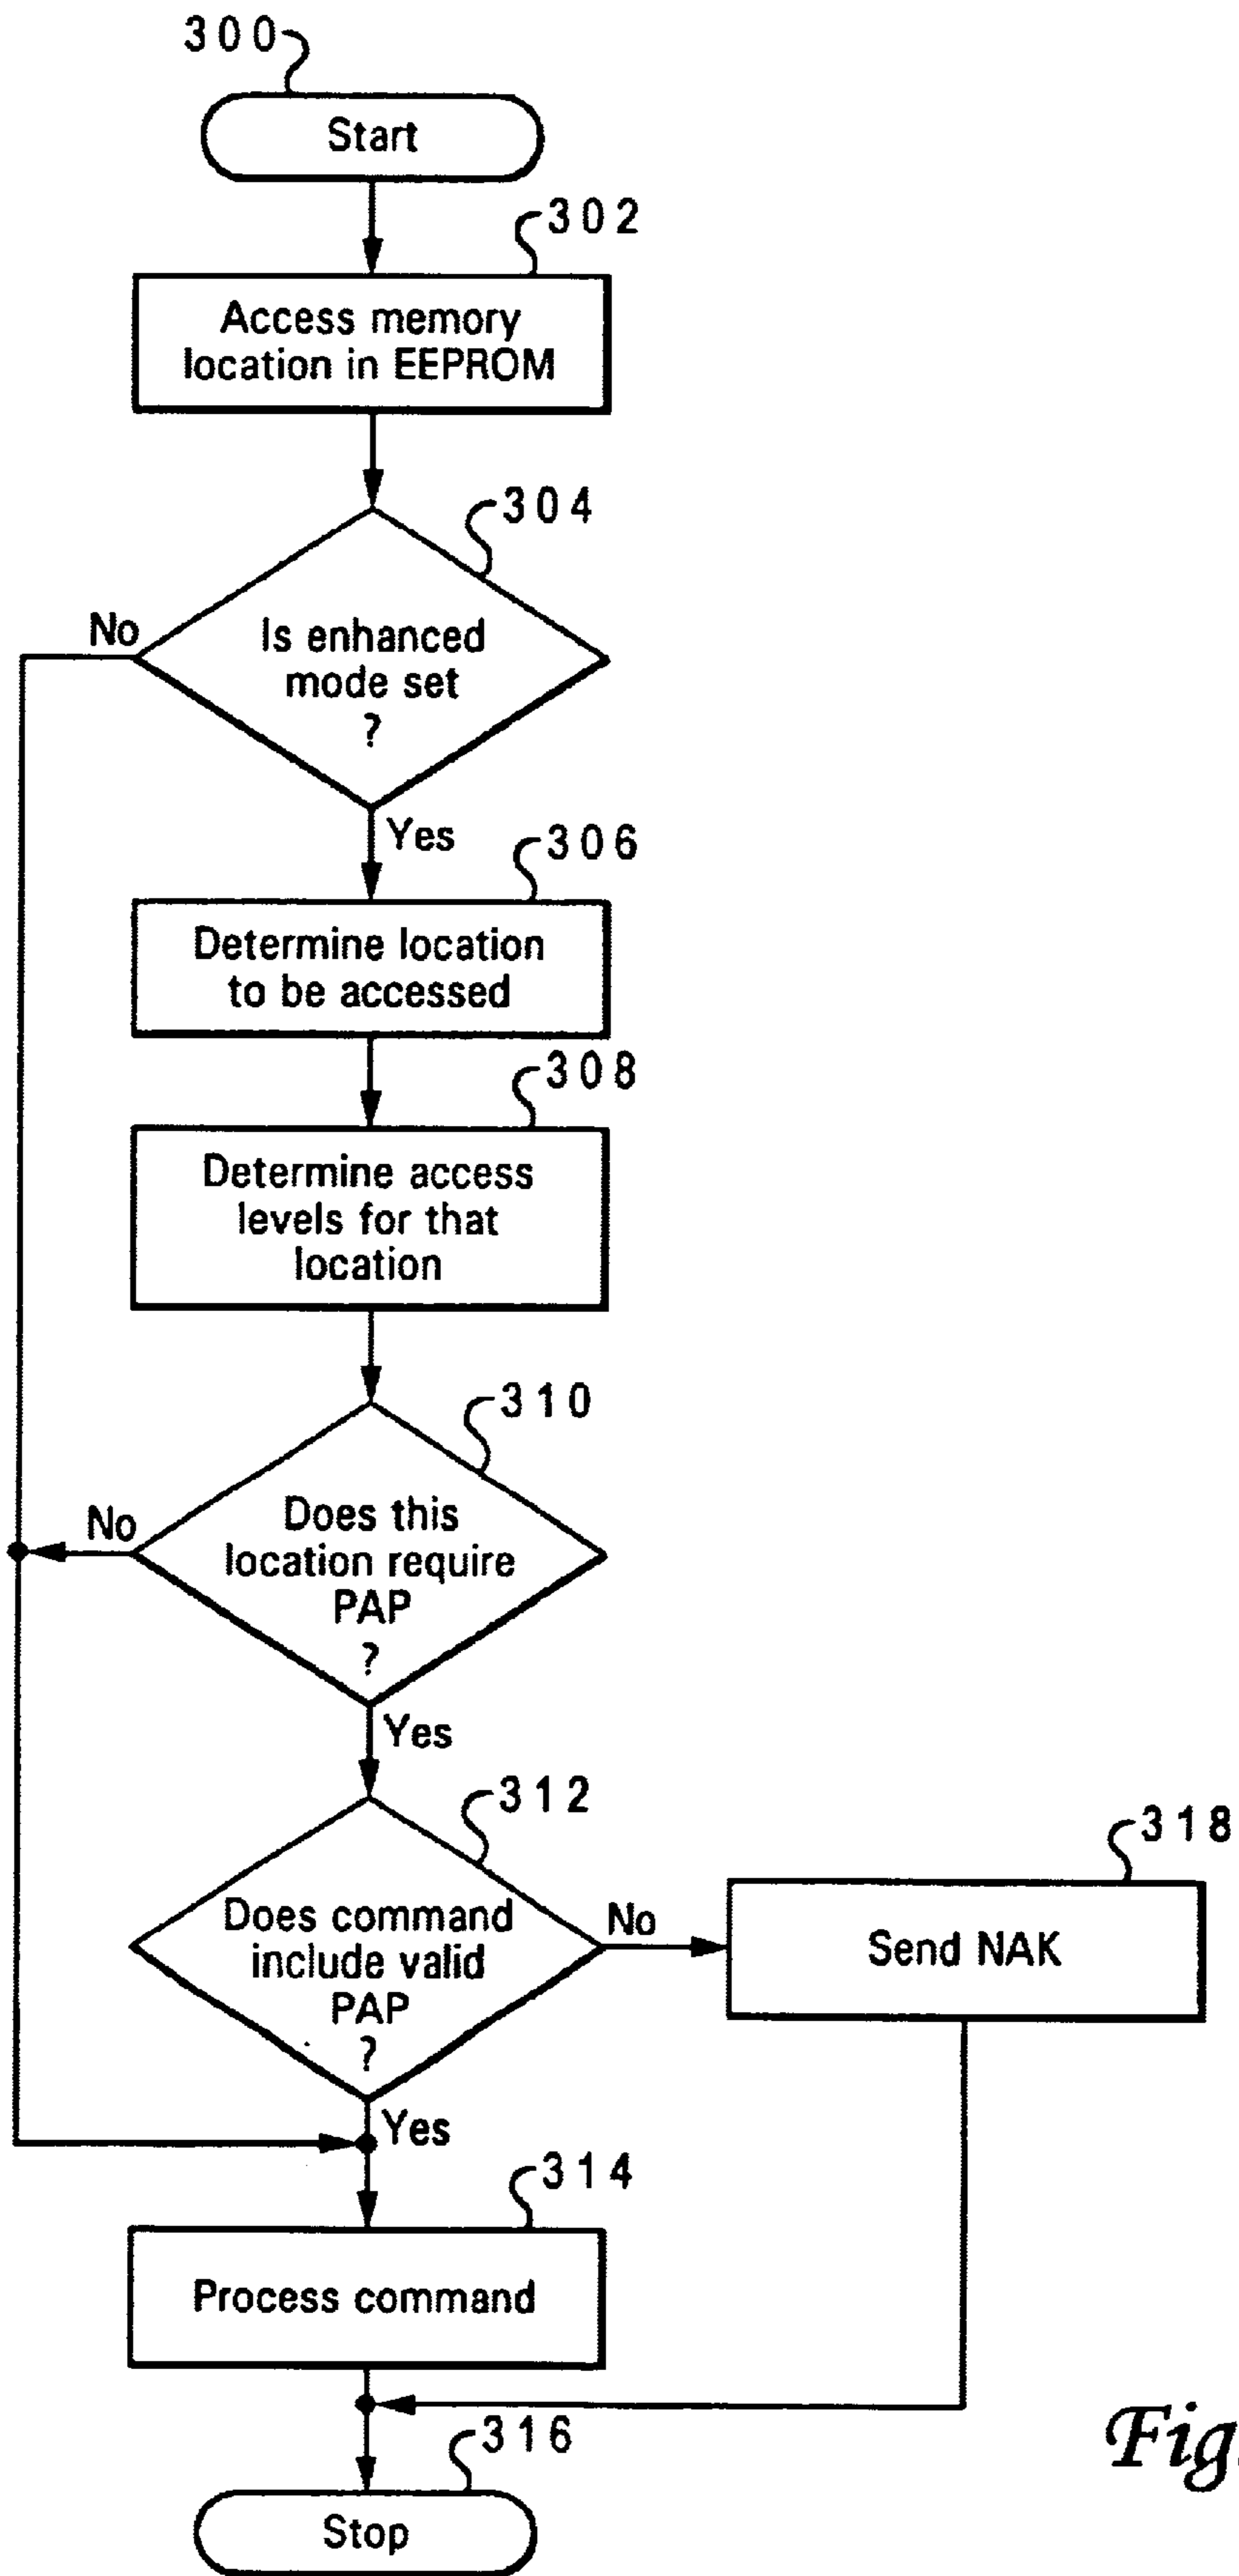 300
Start
302
Access memory
location in EEPROM
304
No
Is enhanced
mode set
?
Yes
306
Determine location
to be accessed
308
Determine access
levels for that
location
310
No
Does this
location require
PAP
?
Yes
312
318
Does command
include valid
PAP
?
No
Send NAK
Yes
314
Process command
316
Fig.
Stop